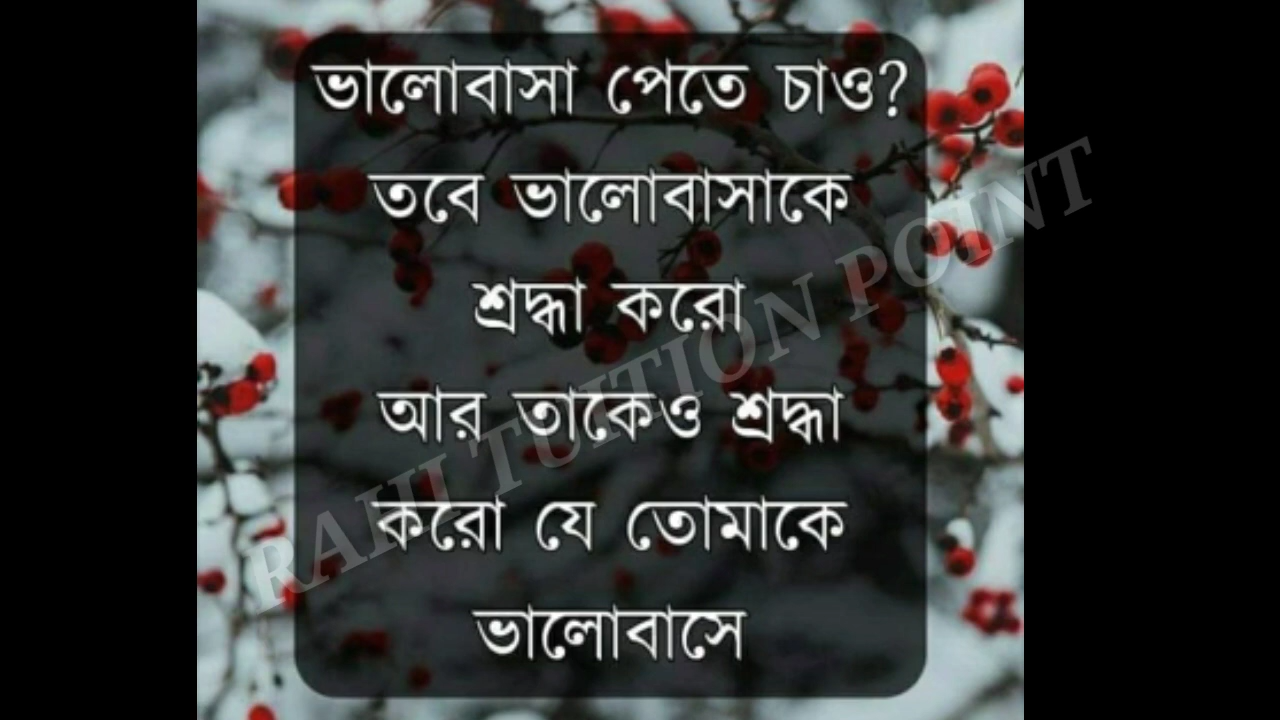 ভালোবাসা পেতে চাও?
তবে ভালোবাসাকে
শ্রদ্ধা করো
আর তাকেও শ্রদ্ধা
করো যে তোমাকে
ভালোবাসে
RAHI TUITION POINT